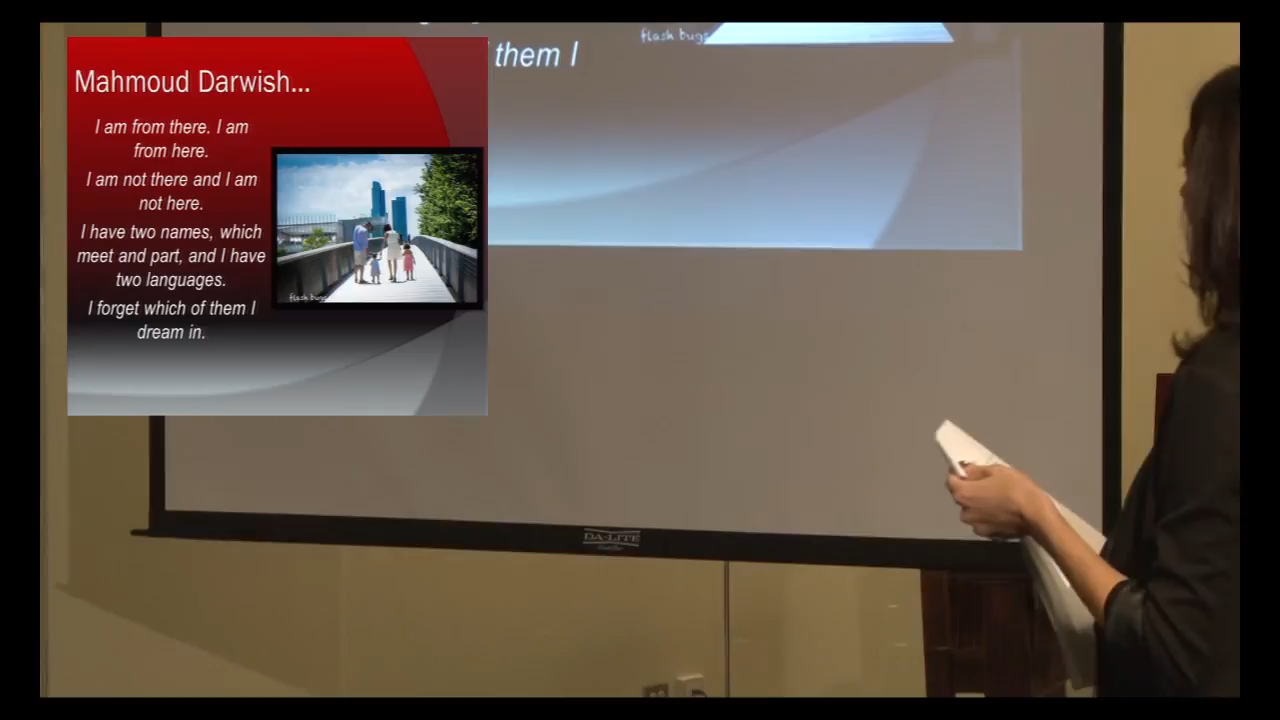 Mahmoud Darwish...
I am from there. I am
from here.
I am not there and I am
not here.
I have two names, which
meet and part, and I have
two languages.
I forget which of them I
dream in.
flash bugs
them I
flash bugs
DA-LITE